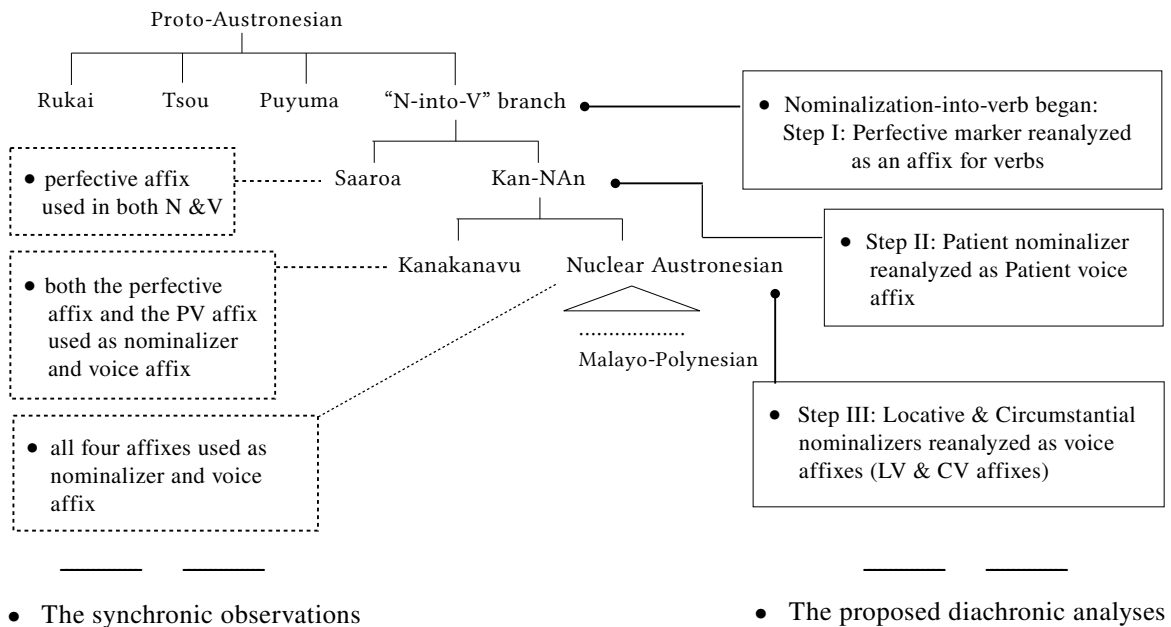 Proto-Austronesian
Rukai
Tsou
Puyuma
“N-into-V” branch
• Nominalization-into-verb began:
Step I: Perfective marker reanalyzed
as an affix for verbs
• perfective affix
used in both N &V
Saaroa
Kan-NAn
• Step II: Patient nominalizer
reanalyzed as Patient voice
affix
Kanakanavu
Nuclear Austronesian
• both the perfective
affix and the PV affix
used as nominalizer
and voice affix
Malayo-Polynesian
• Step III: Locative & Circumstantial
nominalizers reanalyzed as voice
affixes (LV & CV affixes)
• all four affixes used as
nominalizer and voice
affix
• The synchronic observations
• The proposed diachronic analyses